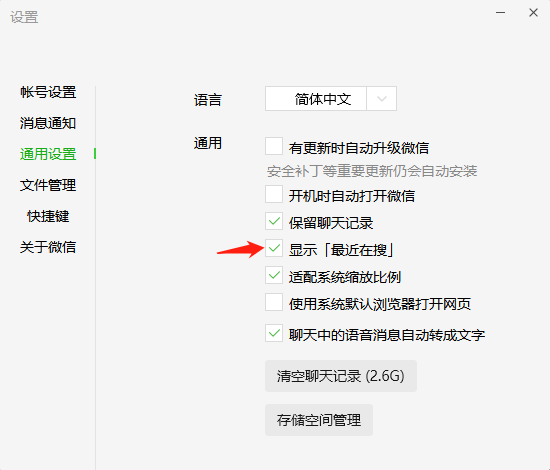 设置
帐号设置
消息通知
通用设置
文件管理
快捷键
关于微信
语言
简体中文
通用
有更新时自动升级微信
安全补丁等重要更新仍会自动安装
开机时自动打开微信
保留聊天记录
显示「最近在搜」
适配系统缩放比例
使用系统默认浏览器打开网页
聊天中的语音消息自动转成文字
清空聊天记录 (2.6G)
存储空间管理